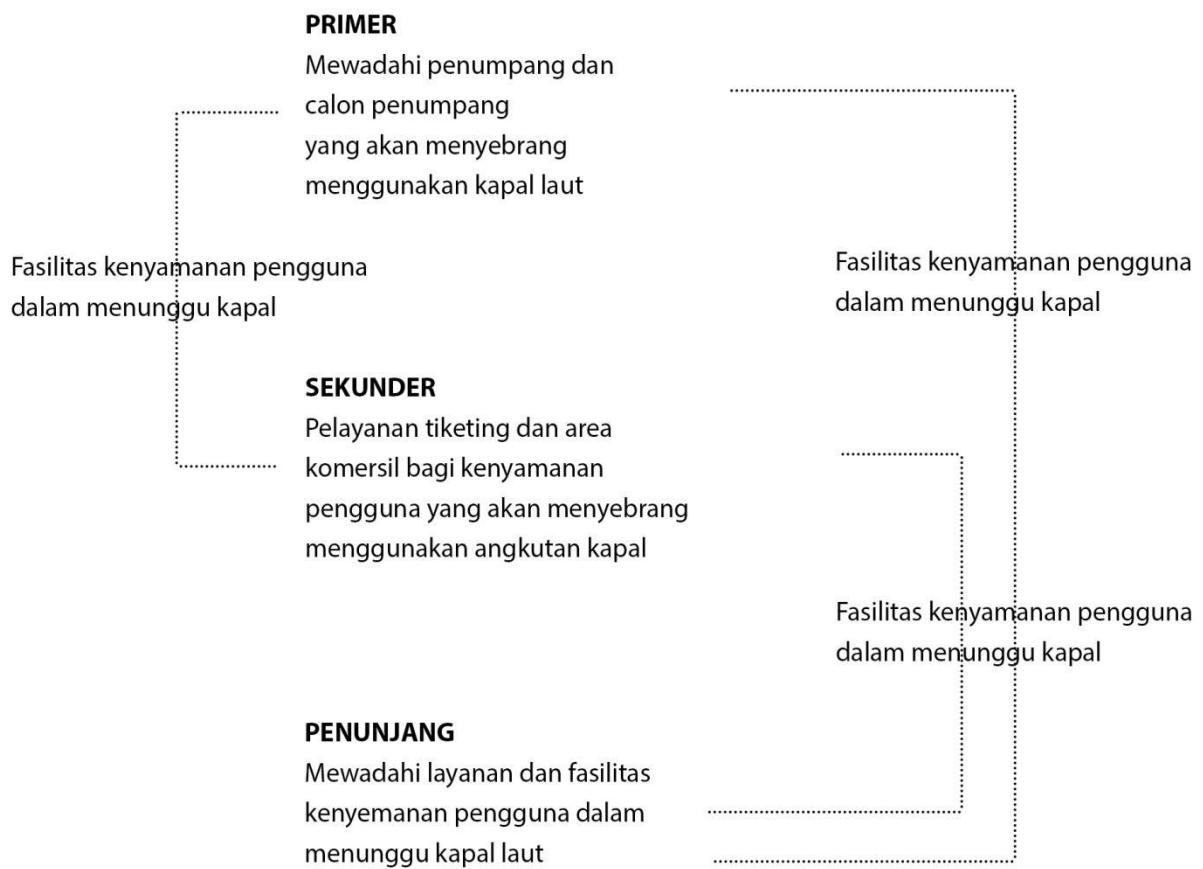 PRIMER
Mewadahi penumpang dan
calon penumpang
yang akan menyebrang
menggunakan kapal laut
Fasilitas kenyamanan pengguna
dalam menunggu kapal
Fasilitas kenyamanan pengguna
dalam menunggu kapal
SEKUNDER
Pelayanan tiketing dan area
komersil bagi kenyamanan
pengguna yang akan menyebrang
menggunakan angkutan kapal
Fasilitas kenyamanan pengguna
dalam menunggu kapal
PENUNJANG
Mewadahi layanan dan fasilitas
kenyemanan pengguna dalam
menunggu kapal laut